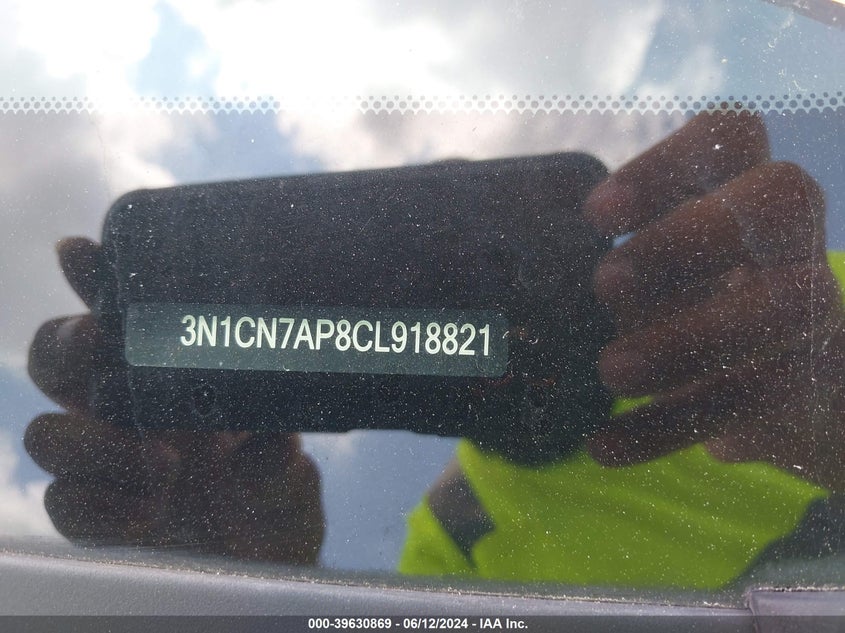 3N1CN7AP8CL918821
000-39630869 - 06/12/2024 - IAA Inc.